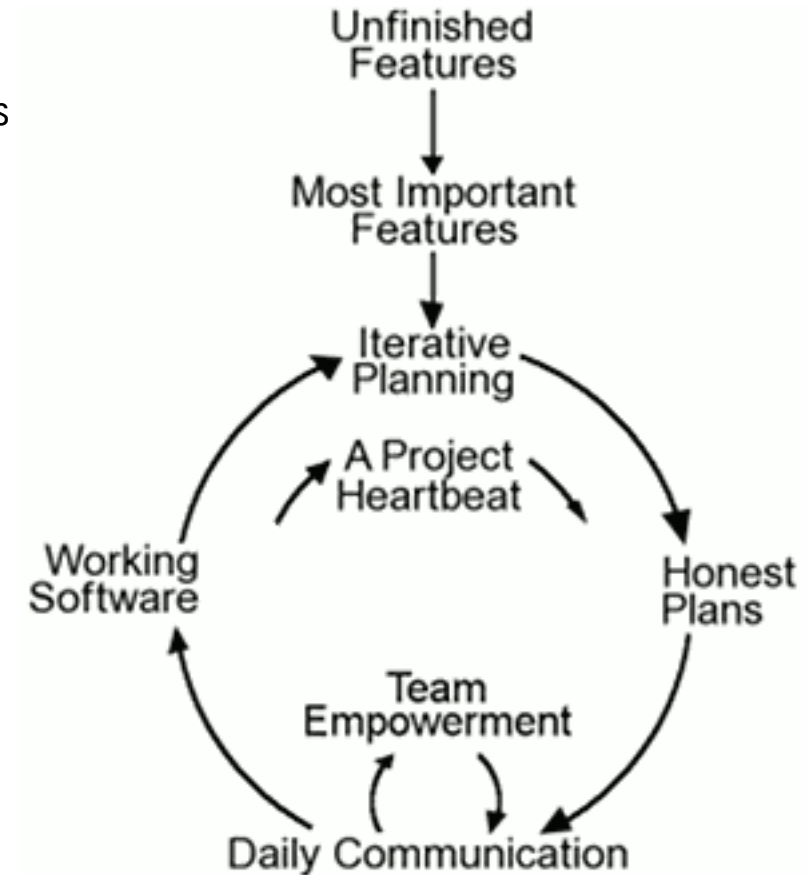 Unfinished
Features
s
Most Important
Features
Iterative
Planning
A Project
Heartbeat
Working
Software
Honest
Plans
Team
Empowerment
Daily Communication